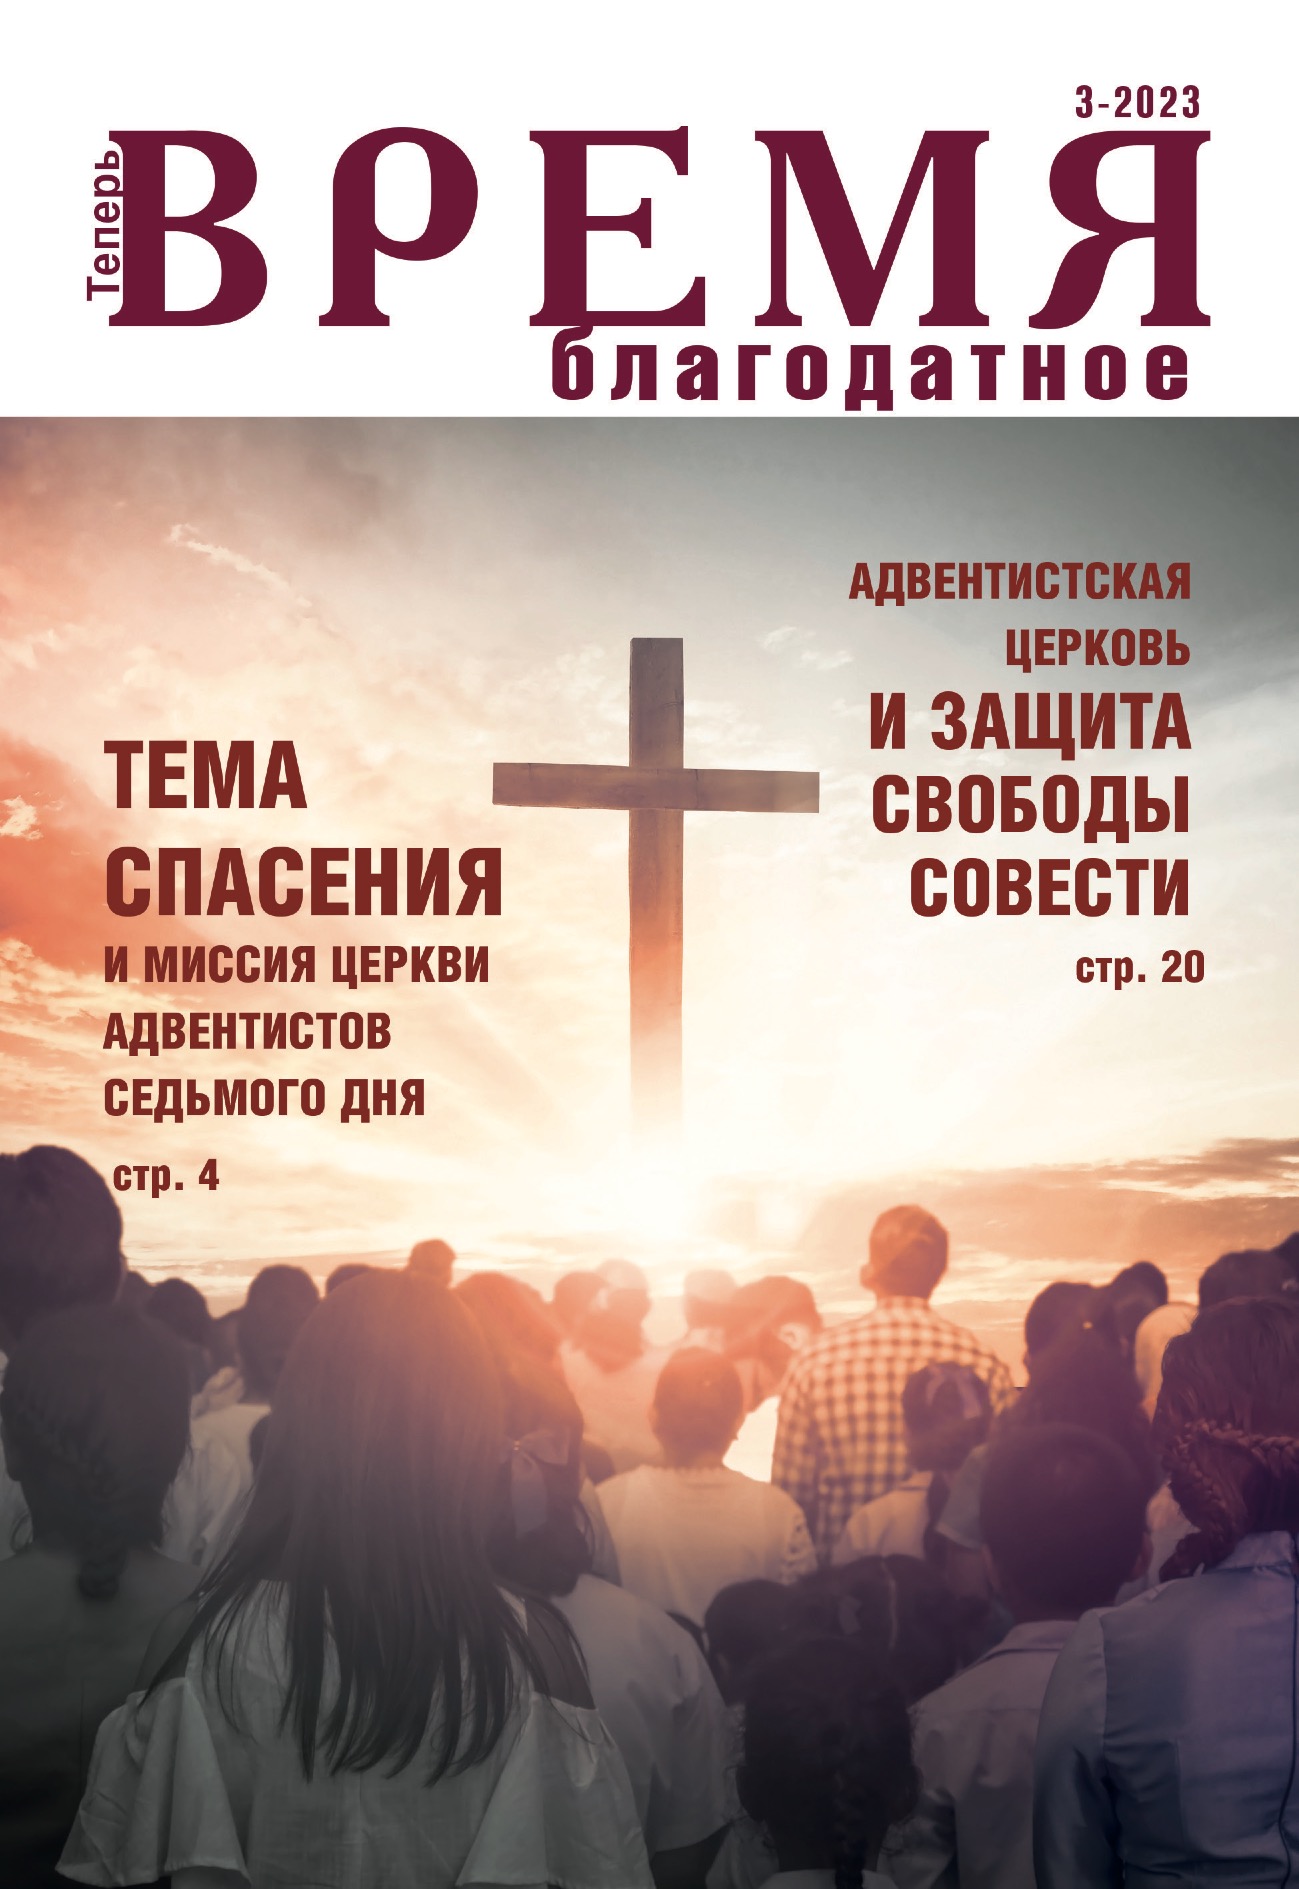 3-2023
Теперь
ВРЕМЯ
благодатное
АДВЕНТИСТСКАЯ
ЦЕРКОВЬ
И ЗАЩИТА
СВОБОДЫ
СОВЕСТИ
стр. 20
ТЕМА
СПАСЕНИЯ
И МИССИЯ ЦЕРКВИ
АДВЕНТИСТОВ
СЕДЬМОГО ДНЯ
стр. 4